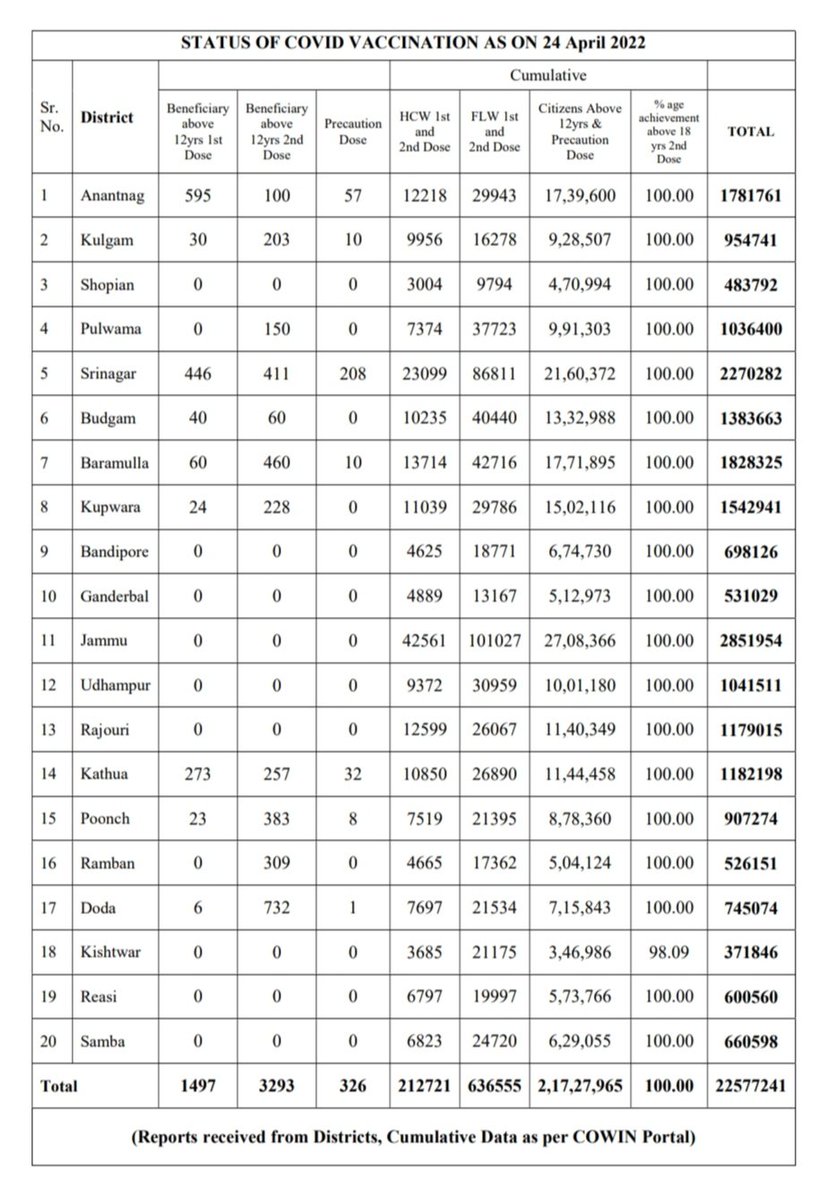 STATUS OF COVID VACCINATION AS ON 24 April 2022
Cumulative
Sr. No. District Beneficiary above 12yrs 1st Dose Beneficiary above 12yrs 2nd Dose Precaution Dose HCW 1st and 2nd Dose FLW 1st and 2nd Dose Citizens Above 12yrs & Precaution Dose % age achievement above 18 yrs 2nd Dose TOTAL
1 Anantnag 595 100 57 12218 29943 17,39,600 100.00 1781761
2 Kulgam 30 203 10 9956 16278 9,28,507 100.00 954741
3 Shopian 0 0 0 3004 9794 4,70,994 100.00 483792
4 Pulwama 0 150 0 7374 37723 9,91,303 100.00 1036400
5 Srinagar 446 411 208 23099 86811 21,60,372 100.00 2270282
6 Budgam 40 60 0 10235 40440 13,32,988 100.00 1383663
7 Baramulla 60 460 10 13714 42716 17,71,895 100.00 1828325
8 Kupwara 24 228 0 11039 29786 15,02,116 100.00 1542941
9 Bandipore 0 0 0 4625 18771 6,74,730 100.00 698126
10 Ganderbal 0 0 0 4889 13167 5,12,973 100.00 531029
11 Jammu 0 0 0 42561 101027 27,08,366 100.00 2851954
12 Udhampur 0 0 0 9372 30959 10,01,180 100.00 1041511
13 Rajouri 0 0 0 12599 26067 11,40,349 100.00 1179015
14 Kathua 273 257 32 10850 26890 11,44,458 100.00 1182198
15 Poonch 23 383 8 7519 21395 8,78,360 100.00 907274
16 Ramban 0 309 0 4665 17362 5,04,124 100.00 526151
17 Doda 6 732 1 7697 21534 7,15,843 100.00 745074
18 Kishtwar 0 0 0 3685 21175 3,46,986 98.09 371846
19 Reasi 0 0 0 6797 19997 5,73,766 100.00 600560
20 Samba 0 0 0 6823 24720 6,29,055 100.00 660598
Total 1497 3293 326 212721 636555 2,17,27,965 100.00 22577241
(Reports received from Districts, Cumulative Data as per COWIN Portal)